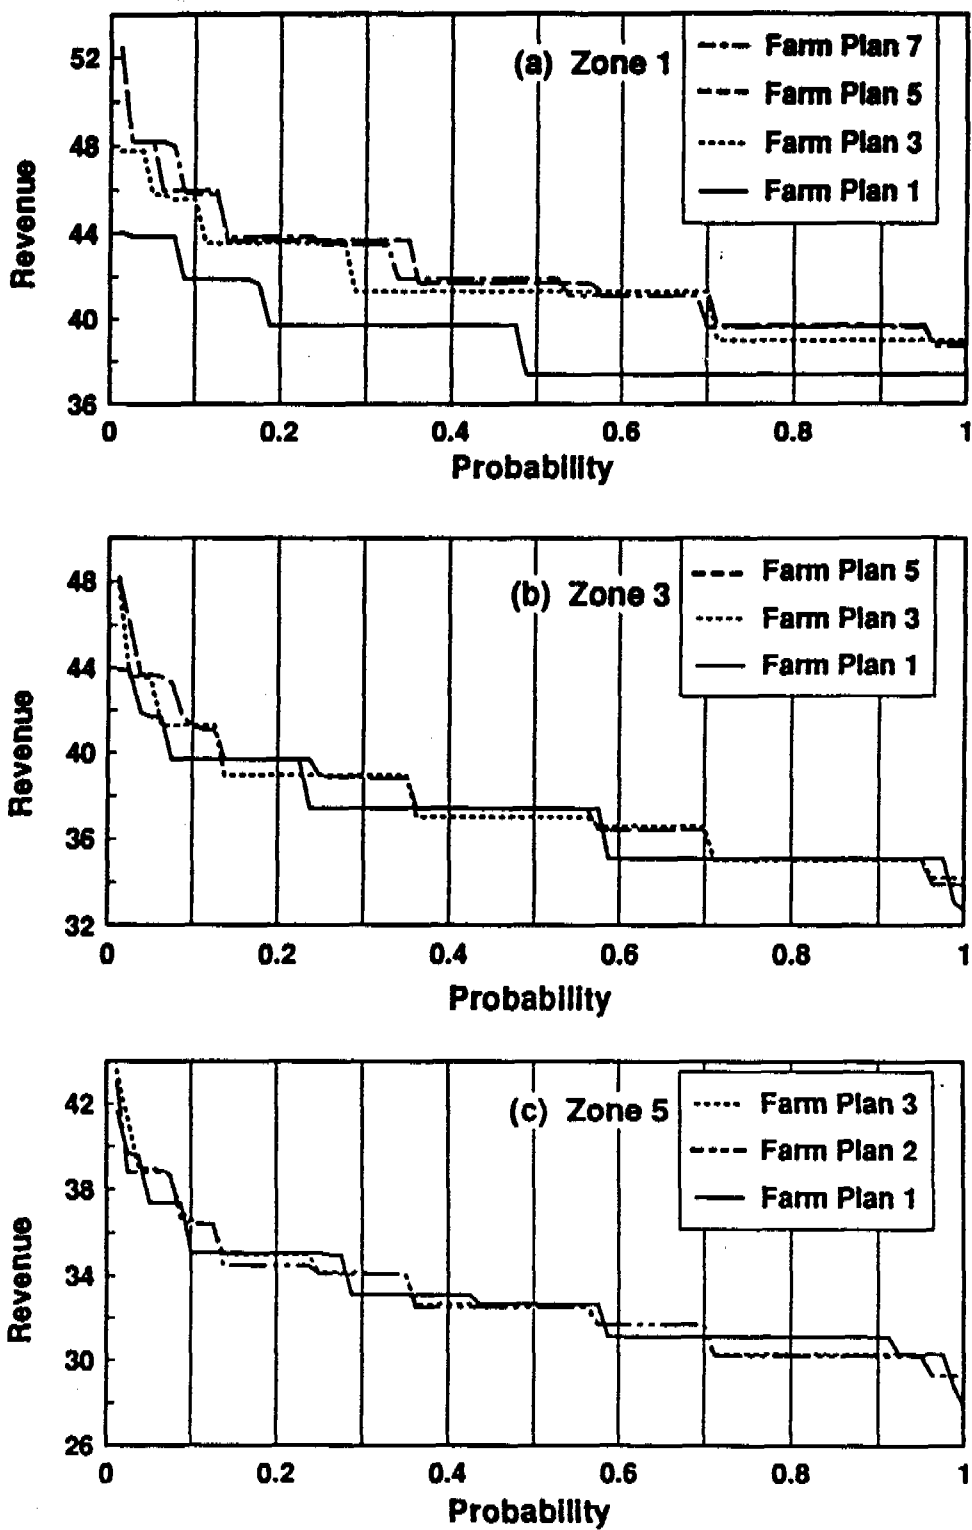 (a) Zone 1
Farm Plan 7
Farm Plan 5
Farm Plan 3
Farm Plan 1
Revenue
52
48
44
40
36
0 0.2 0.4 0.6 0.8 1
Probability
(b) Zone 3
Farm Plan 5
Farm Plan 3
Farm Plan 1
Revenue
48
44
40
36
32
0 0.2 0.4 0.6 0.8 1
Probability
(c) Zone 5
Farm Plan 3
Farm Plan 2
Farm Plan 1
Revenue
42
38
34
30
26
0 0.2 0.4 0.6 0.8 1
Probability